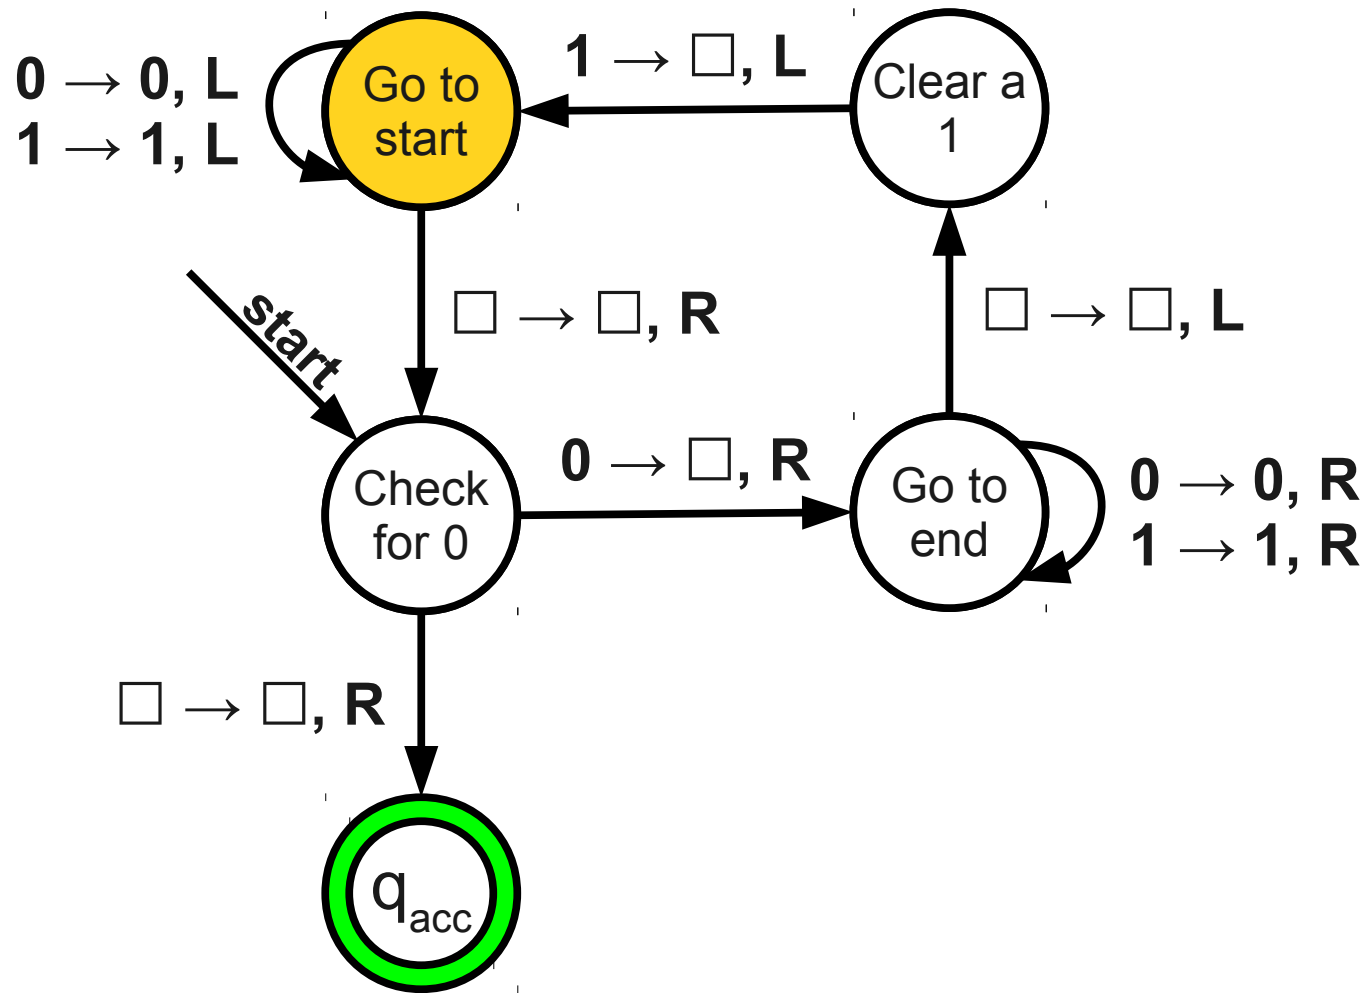 0 → 0, L
1 → 1, L
Go to
start
1 → □, L
Clear a
1
□ → □, R
□ → □, L
start
Check
for 0
0 → □, R
Go to
end
0 → 0, R
1 → 1, R
□ → □, R
qacc